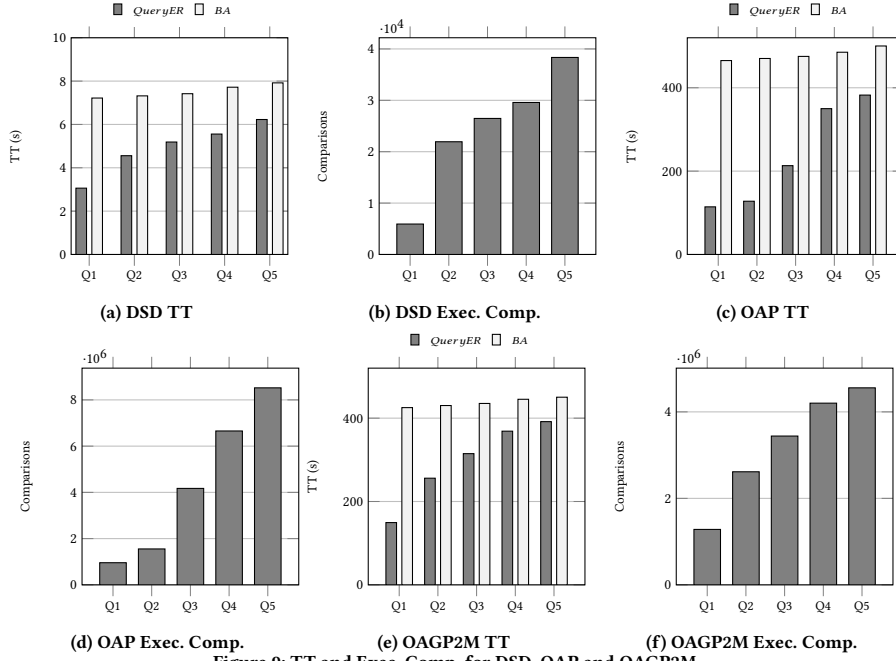 QueryER BA
10
8
6
4
2
0
TT (s)
Q1 Q2 Q3 Q4 Q5
(a) DSD TT
·10^4
4
3
2
1
0
Comparisons
Q1 Q2 Q3 Q4 Q5
(b) DSD Exec. Comp.
QueryER BA
400
200
0
TT (s)
Q1 Q2 Q3 Q4 Q5
(c) OAP TT
·10^6
8
6
4
2
0
Comparisons
Q1 Q2 Q3 Q4 Q5
(d) OAP Exec. Comp.
QueryER BA
400
200
0
TT (s)
Q1 Q2 Q3 Q4 Q5
(e) OAGP2M TT
·10^6
4
2
0
Comparisons
Q1 Q2 Q3 Q4 Q5
(f) OAGP2M Exec. Comp.
Figure 9: TT and Exec. Comp. for DSD, OAP and OAGP2M